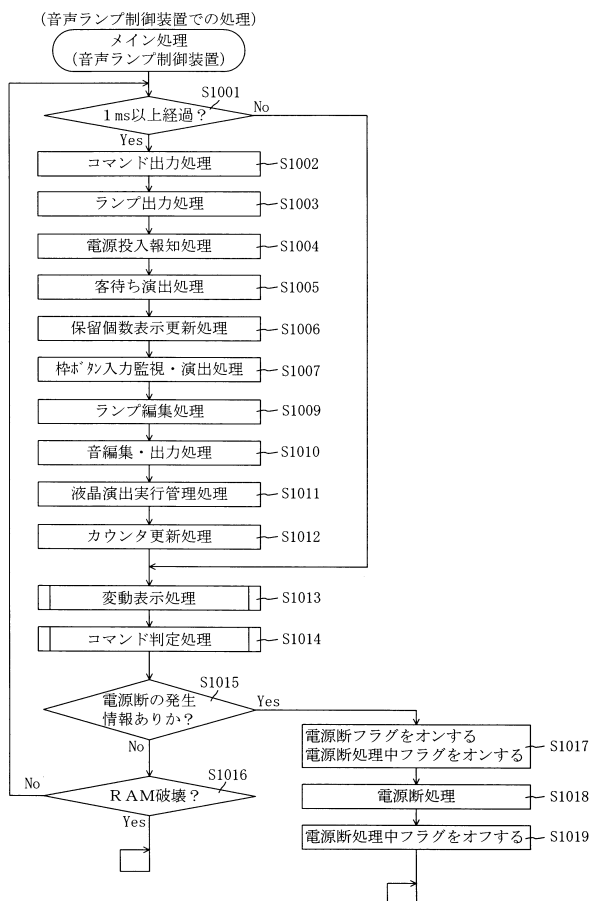 (音声ランプ制御装置での処理)
メイン処理
(音声ランプ制御装置)
S1001
1ms以上経過?
No
Yes
コマンド出力処理
S1002
ランプ出力処理
S1003
電源投入報知処理
S1004
客待ち演出処理
S1005
保留個数表示更新処理
S1006
枠ﾎﾞﾀﾝ入力監視・演出処理
S1007
ランプ編集処理
S1009
音編集・出力処理
S1010
液晶演出実行管理処理
S1011
カウンタ更新処理
S1012
変動表示処理
S1013
コマンド判定処理
S1014
S1015
電源断の発生
情報ありか?
Yes
No
電源断フラグをオンする
電源断処理中フラグをオンする
S1017
S1016
RAM破壊?
No
Yes
電源断処理
S1018
電源断処理中フラグをオフする
S1019